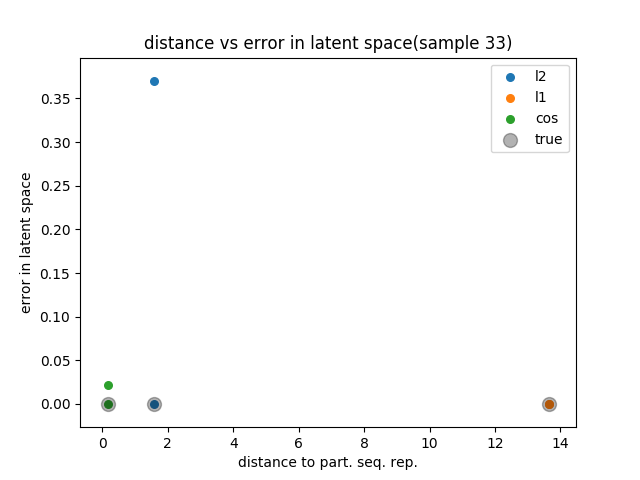 distance vs error in latent space(sample 33)
l2
l1
cos
true
error in latent space
0.35
0.30
0.25
0.20
0.15
0.10
0.05
0.00
0 2 4 6 8 10 12 14
distance to part. seq. rep.